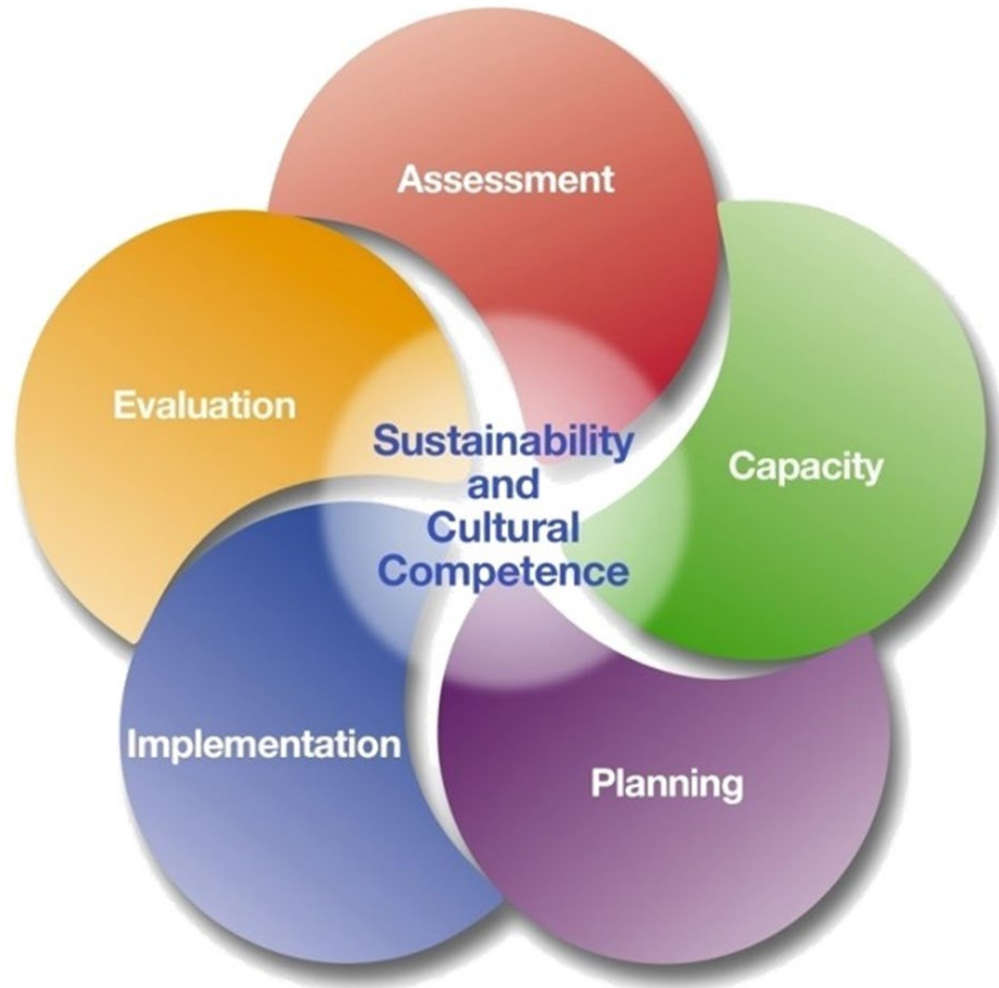 Assessment
Evaluation
Capacity
Sustainability
and
Cultural
Competence
Implementation
Planning